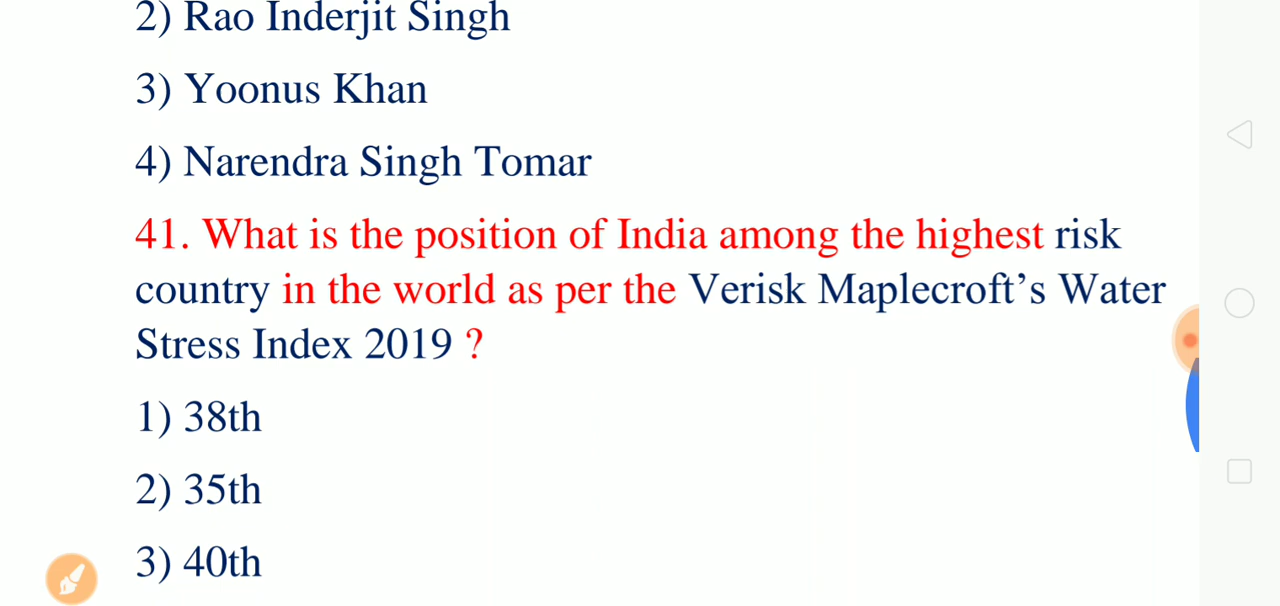 2) Rao Inderjit Singh
3) Yoonus Khan
4) Narendra Singh Tomar
41. What is the position of India among the highest risk
country in the world as per the Verisk Maplecroft’s Water
Stress Index 2019 ?
1) 38th
2) 35th
3) 40th